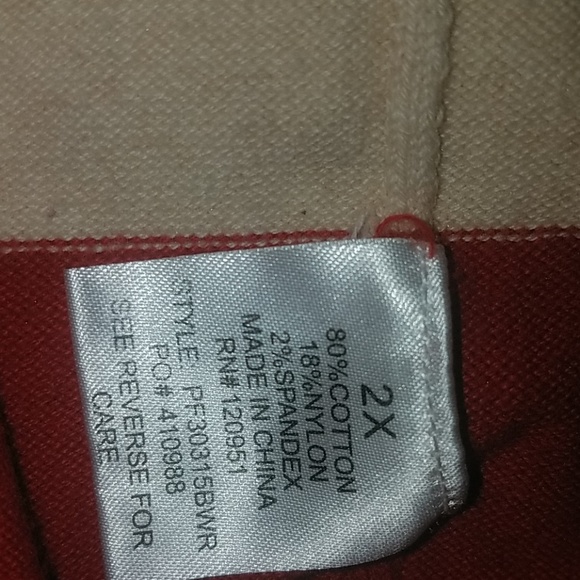 2X
80%COTTON
18%NYLON
2%SPANDEX
MADE IN CHINA
RN#120951
STYLE: PF30315BWR
PO# 410988
SEE REVERSE FOR
CARE